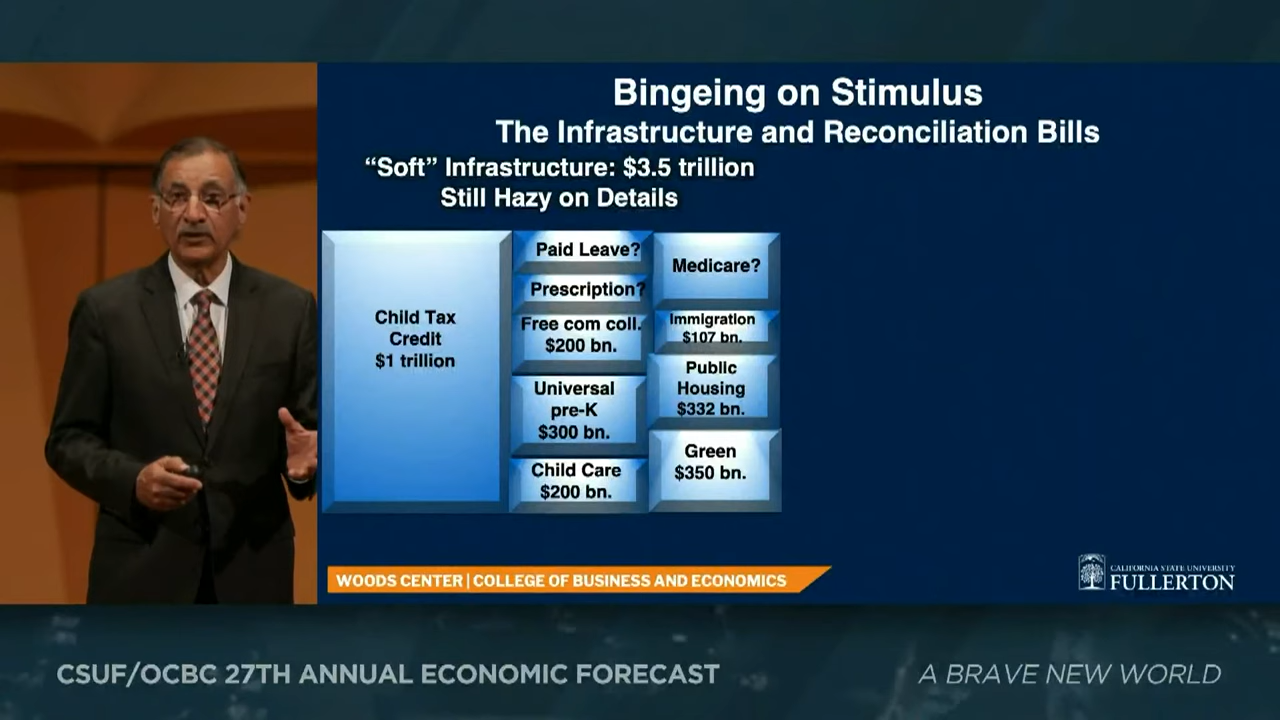 Bingeing on Stimulus
The Infrastructure and Reconciliation Bills
“Soft” Infrastructure: $3.5 trillion
Still Hazy on Details
Child Tax
Credit
$1 trillion
Paid Leave?
Prescription?
Free com coll.
$200 bn.
Universal
pre-K
$300 bn.
Child Care
$200 bn.
Medicare?
Immigration
$107 bn.
Public
Housing
$332 bn.
Green
$350 bn.
WOODS CENTER | COLLEGE OF BUSINESS AND ECONOMICS
CALIFORNIA STATE UNIVERSITY
FULLERTON
CSUF/OCBC 27TH ANNUAL ECONOMIC FORECAST
A BRAVE NEW WORLD